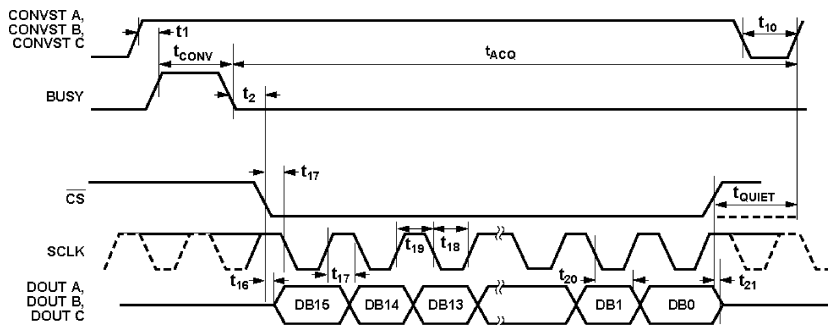 CONVST A,
CONVST B,
CONVST C
t1
tCONV
tACQ
t10
BUSY
t2
t17
CS
tQUIET
SCLK
t19
t18
t17
t20
t16
t21
DOUT A,
DOUT B,
DOUT C
DB15
DB14
DB13
DB1
DB0